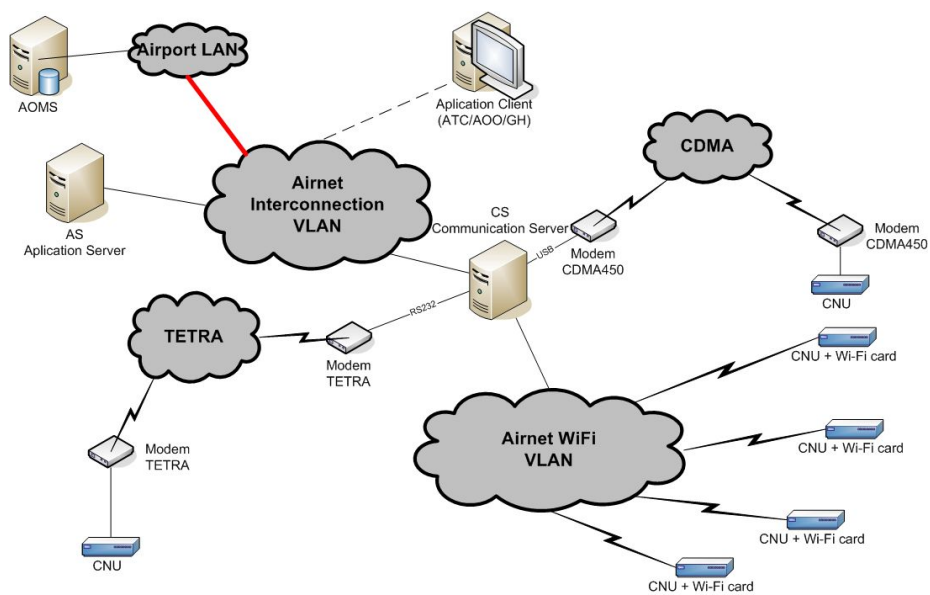 Airport LAN
AOMS
Aplication Client
(ATC/AOO/GH)
CDMA
Airnet
Interconnection
VLAN
AS
Aplication Server
CS
Communication Server
USB
Modem
CDMA450
Modem
CDMA450
CNU
RS232
TETRA
Modem
TETRA
CNU + Wi-Fi card
Modem
TETRA
Airnet WiFi
VLAN
CNU + Wi-Fi card
CNU + Wi-Fi card
CNU
CNU + Wi-Fi card